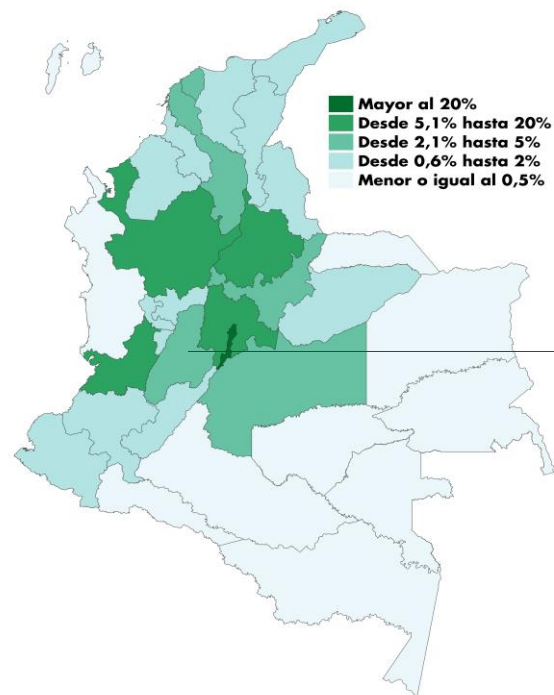 Mayor al 20%
Desde 5,1% hasta 20%
Desde 2,1% hasta 5%
Desde 0,6% hasta 2%
Menor o igual al 0,5%